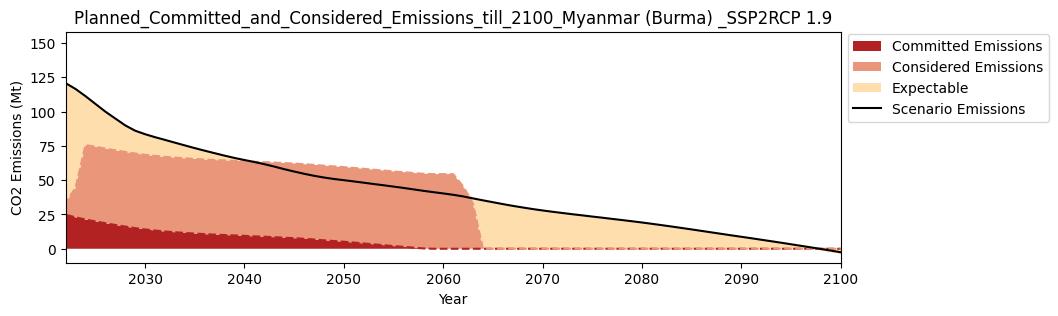 Planned_Committed_and_Considered_Emissions_till_2100_Myanmar (Burma) _SSP2RCP 1.9
150
125
100
75
50
25
0
CO2 Emissions (Mt)
2030 2040 2050 2060 2070 2080 2090 2100
Year
Committed Emissions
Considered Emissions
Expectable
Scenario Emissions